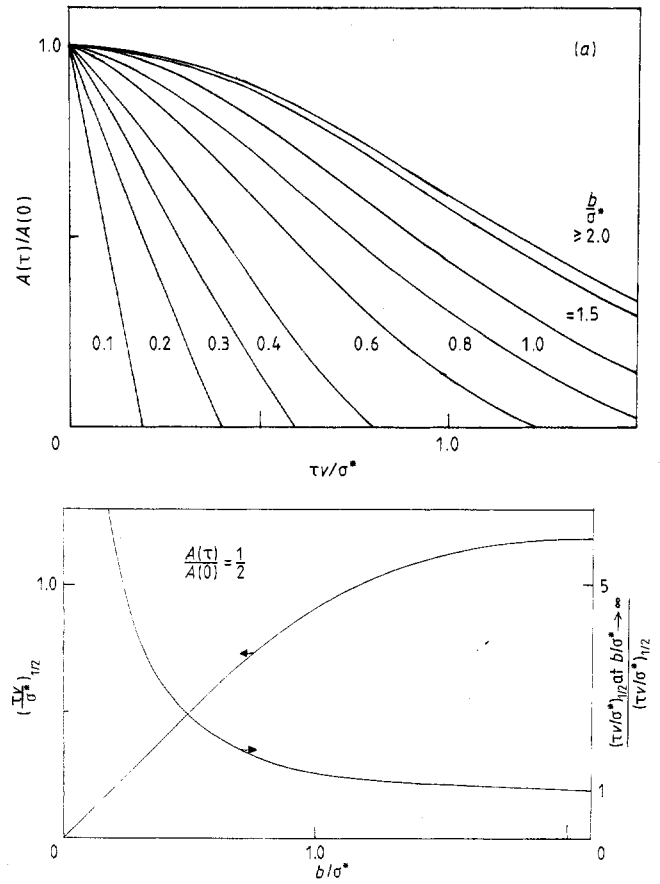 (a)
1.0
A(τ)/A(0)
b/σ*
≥ 2.0
=1.5
0.1 0.2 0.3 0.4 0.6 0.8 1.0
0 1.0
τv/σ*
A(τ)/A(0) = 1/2
1.0
5
1
(τv/σ*)1/2
(τv/σ*)1/2 at b/σ* → ∞
(τv/σ*)1/2
0 1.0 0 0
b/σ*